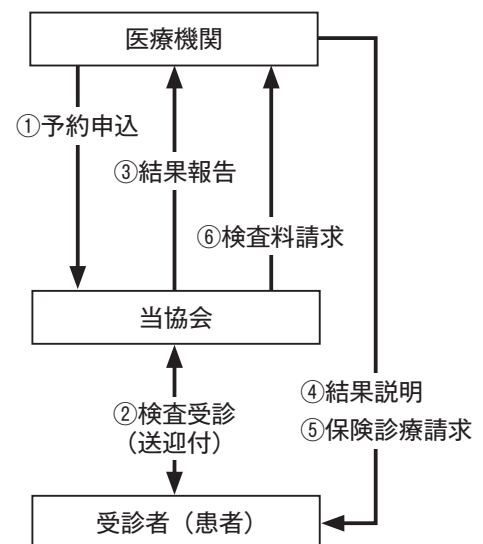 医療機関
①予約申込
③結果報告
⑥検査料請求
当協会
②検査受診
（送迎付）
④結果説明
⑤保険診療請求
受診者（患者）